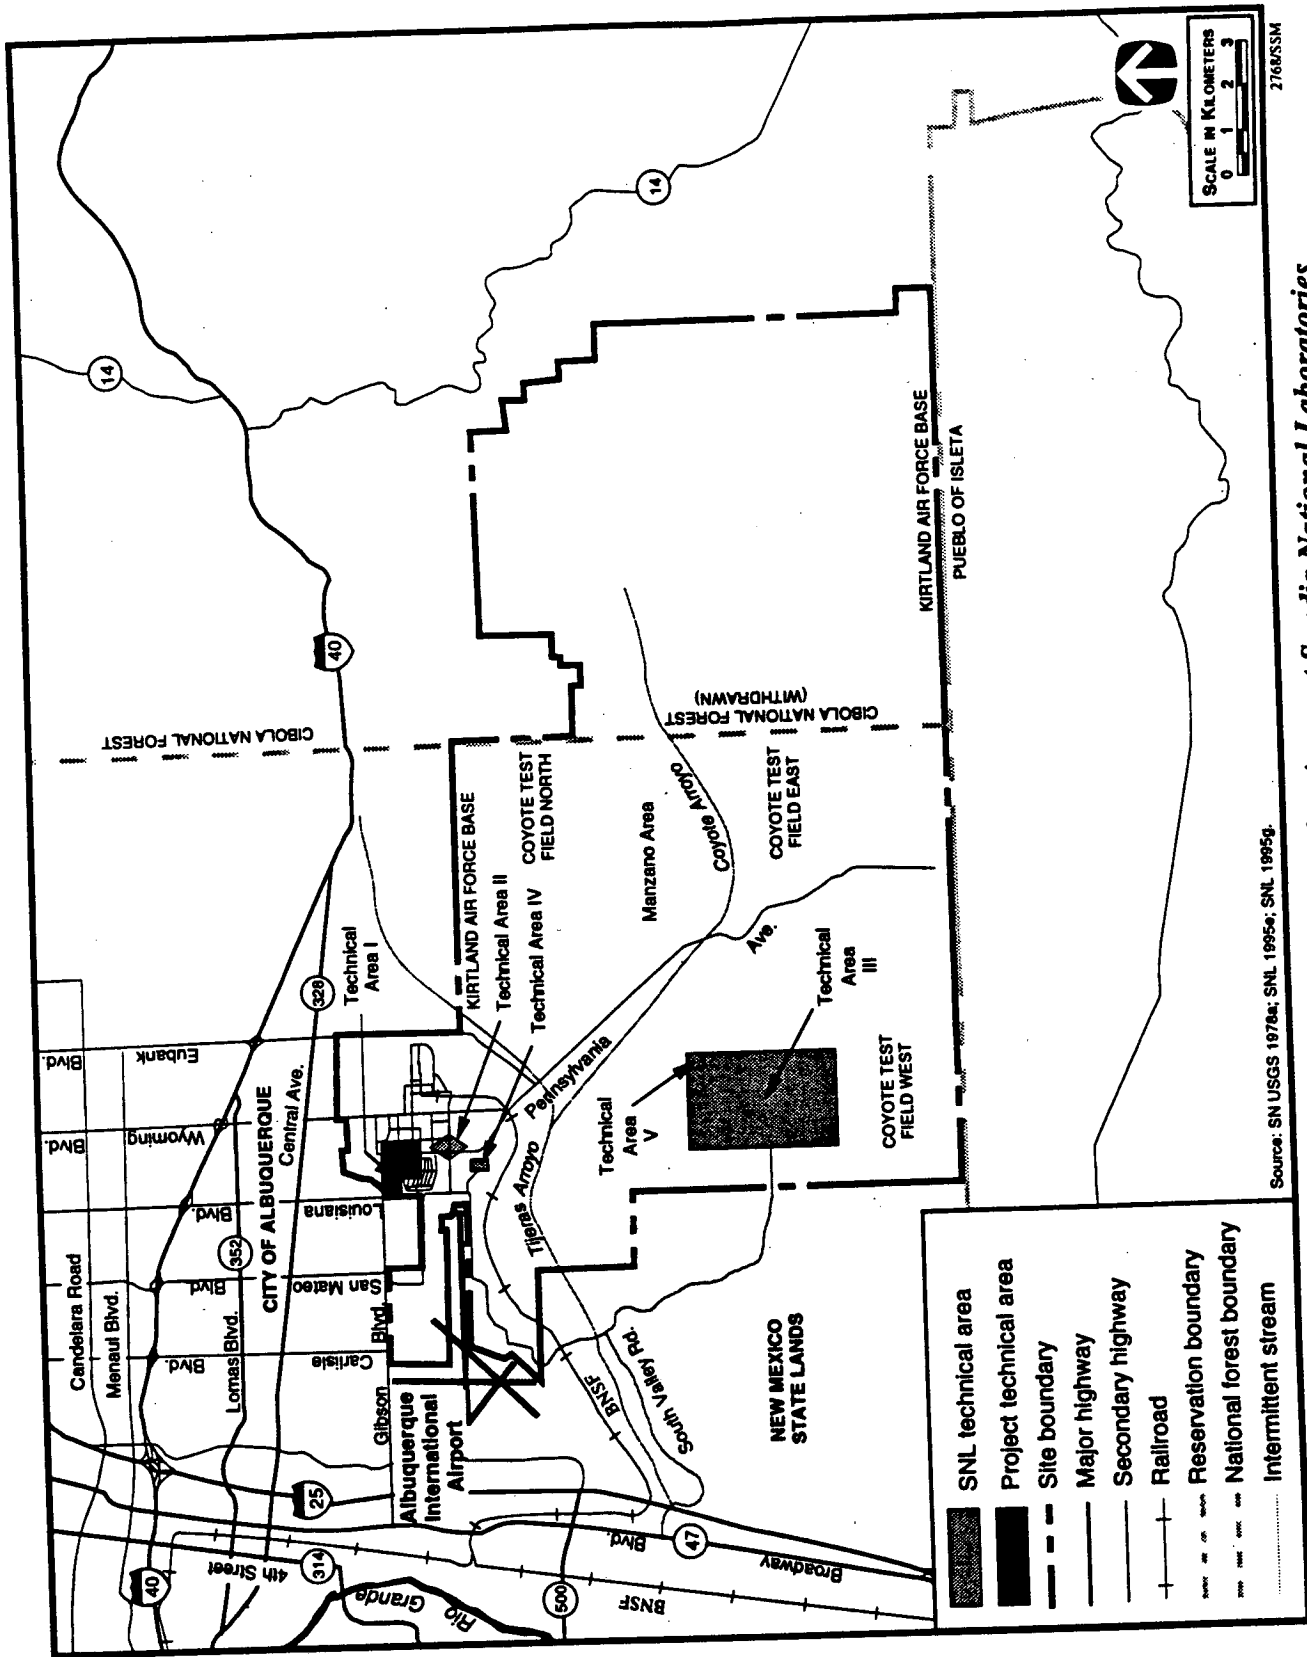 Candelara Road
Menaul Blvd.
Lomas Blvd.
CITY OF ALBUQUERQUE
Central Ave.
Blvd.
Eubank
Blvd.
Wyoming
Blvd.
Louisiana
Blvd.
San Mateo
Blvd.
Carlisle
Gibson
Blvd.
40
328
352
25
40
314
4th Street
Rio
Grande
500
47
Broadway
Blvd.
BNSF
BNSF
South Valley Rd.
Albuquerque
International
Airport
Technical
Area I
KIRTLAND AIR FORCE BASE
Technical Area II
COYOTE TEST
FIELD NORTH
Technical Area IV
Tijeras Arroyo
Pennsylvania
Ave.
Manzano Area
Coyote Arroyo
COYOTE TEST
FIELD EAST
Technical
Area
V
Technical
Area
III
COYOTE TEST
FIELD WEST
NEW MEXICO
STATE LANDS
CIBOLA NATIONAL FOREST
CIBOLA NATIONAL FOREST
(WITHDRAWN)
14
14
KIRTLAND AIR FORCE BASE
PUEBLO OF ISLETA
SCALE IN KILOMETERS
0 1 2 3
2768/SSM
SNL technical area
Project technical area
Site boundary
Major highway
Secondary highway
Railroad
Reservation boundary
National forest boundary
Intermittent stream
Source: SN USGS 1978a; SNL 1995e; SNL 1995g.
National Laboratories